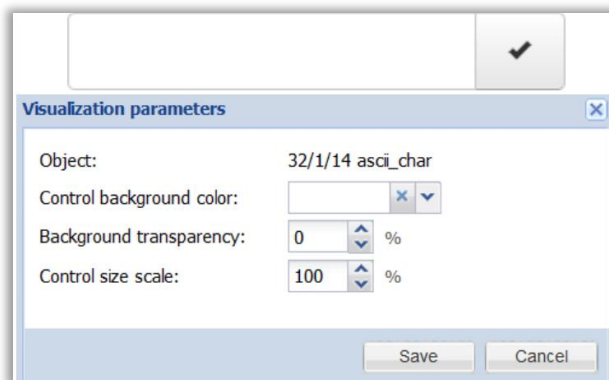 Visualization parameters
Object: 32/1/14 ascii_char
Control background color:
Background transparency: 0 %
Control size scale: 100 %
Save Cancel